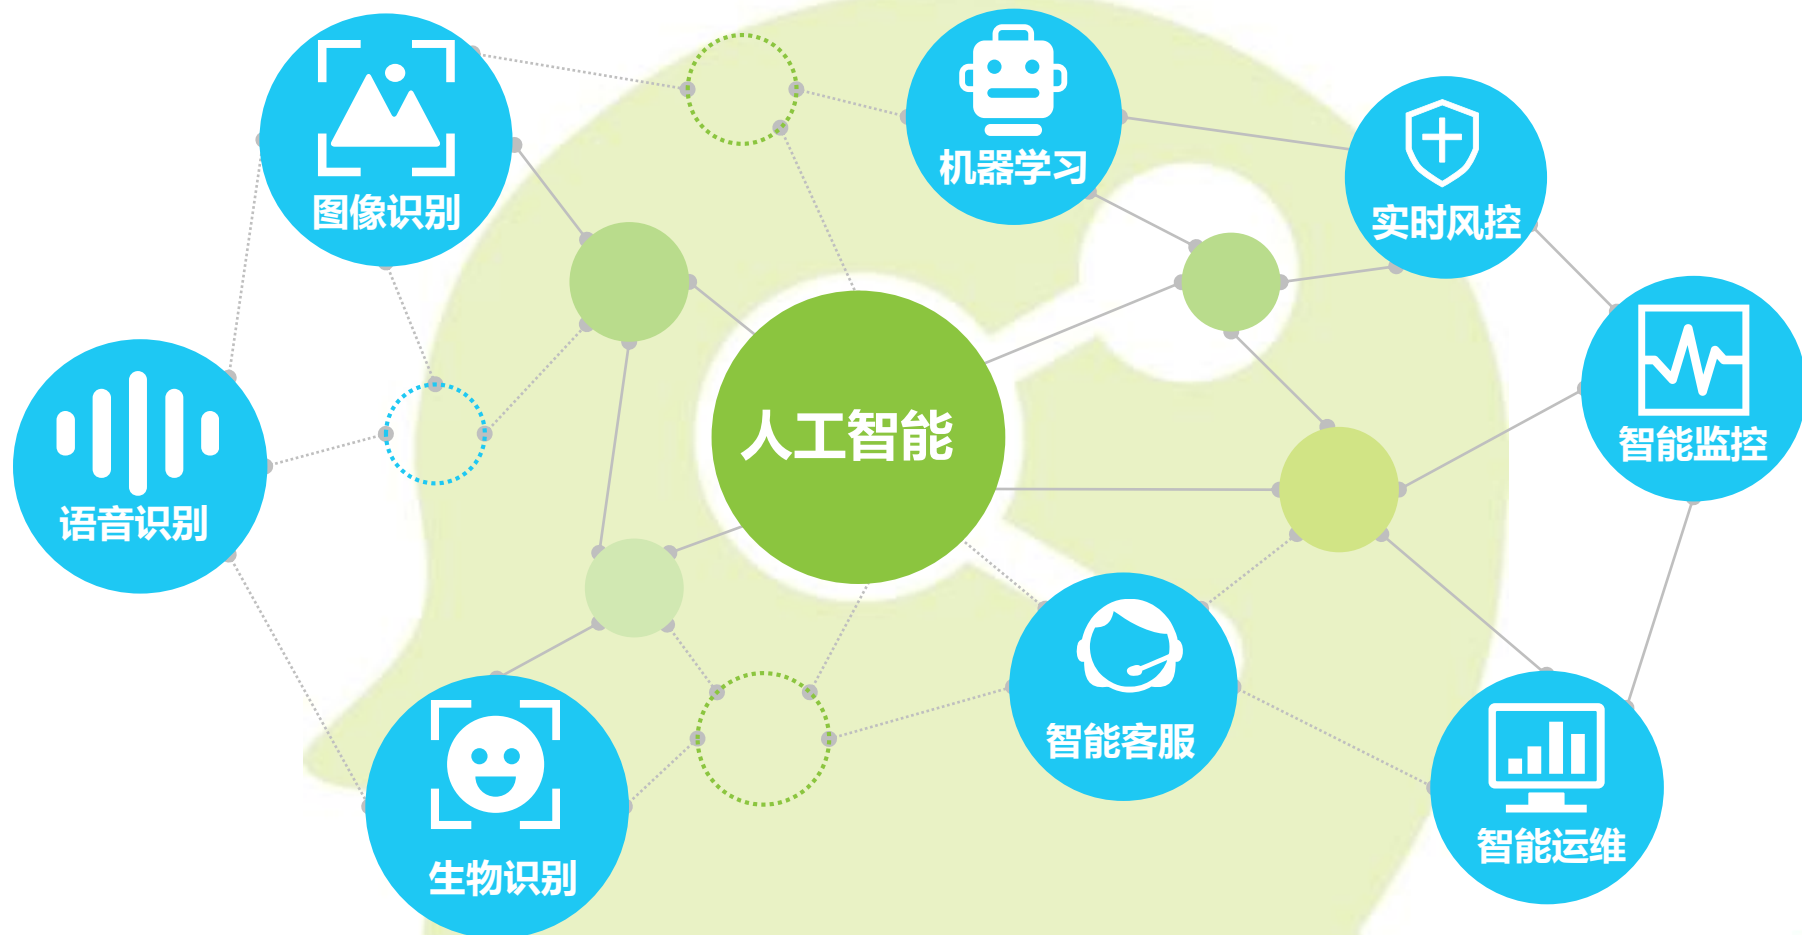 机器学习
图像识别
实时风控
人工智能
智能监控
语音识别
智能客服
智能运维
生物识别